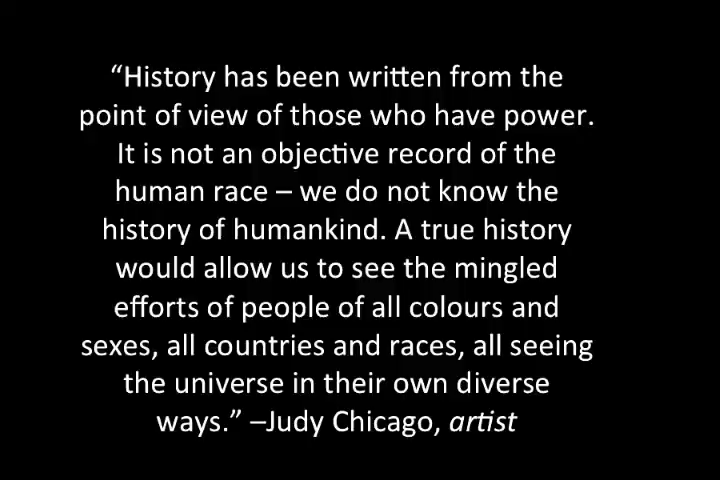 “History has been written from the
point of view of those who have power.
It is not an objective record of the
human race – we do not know the
history of humankind. A true history
would allow us to see the mingled
efforts of people of all colours and
sexes, all countries and races, all seeing
the universe in their own diverse
ways.” –Judy Chicago, artist